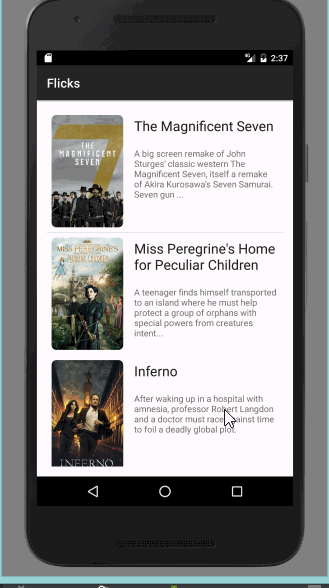 2:37
Flicks
THE
MAGNIFICENT
SEVEN
The Magnificent Seven
A big screen remake of John
Sturges' classic western The
Magnificent Seven, itself a remake
of Akira Kurosawa's Seven Samurai.
Seven gun ...
MISS PEREGRINE'S
PECULIAR CHILDREN
Miss Peregrine's Home
for Peculiar Children
A teenager finds himself transported
to an island where he must help
protect a group of orphans with
special powers from creatures
intent...
INFERNO
Inferno
After waking up in a hospital with
amnesia, professor Robert Langdon
and a doctor must race against time
to foil a deadly global plot.